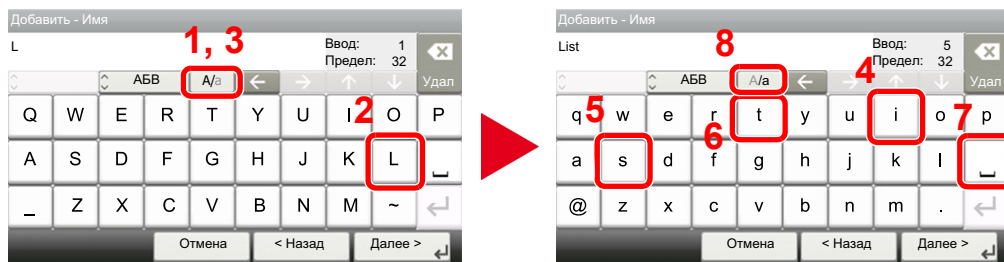 Добавить - Имя
L
Ввод: 1
Предел: 32
1, 3
АБВ
A/a
Удал
Q W E R T Y U I O P
2
A S D F G H J K L
_ Z X C V B N M ~
Отмена
< Назад
Далее >
Добавить - Имя
List
Ввод: 5
Предел: 32
8
4
АБВ
A/a
Удал
q w e r t y u i o p
5
6
7
a s d f g h j k l
@ z x c v b n m .
Отмена
< Назад
Далее >